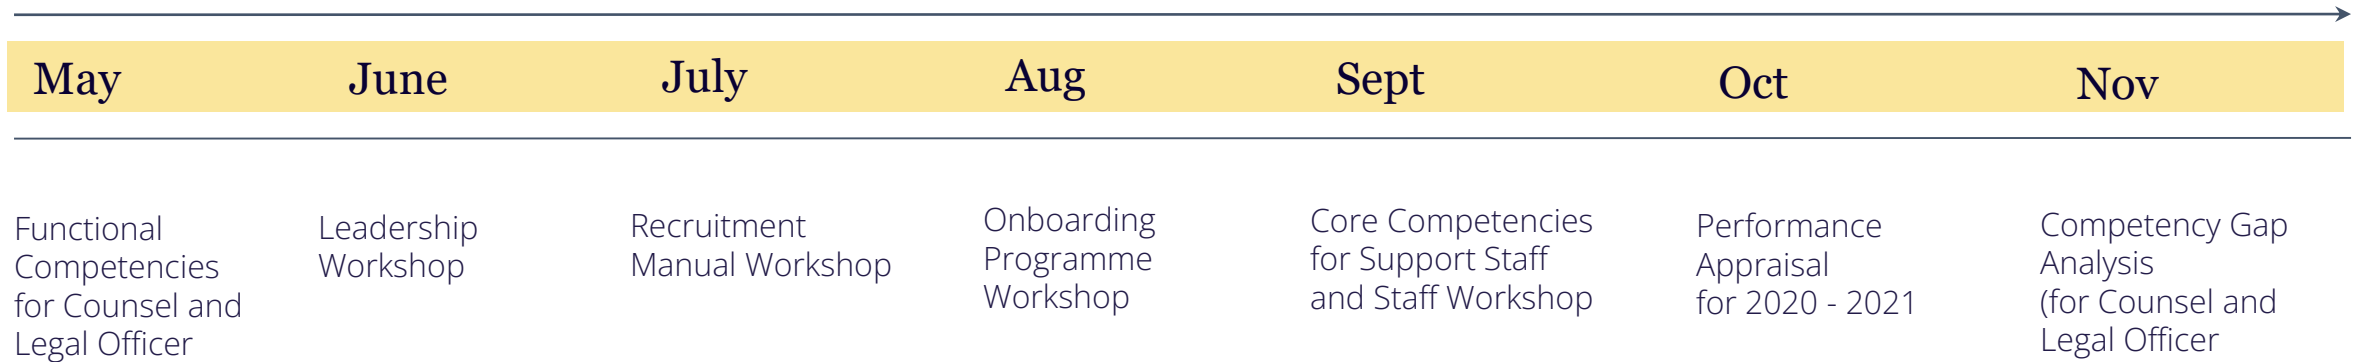 May June July Aug Sept Oct Nov
Functional
Competencies
for Counsel and
Legal Officer
Leadership
Workshop
Recruitment
Manual Workshop
Onboarding
Programme
Workshop
Core Competencies
for Support Staff
and Staff Workshop
Performance
Appraisal
for 2020 - 2021
Competency Gap
Analysis
(for Counsel and
Legal Officer